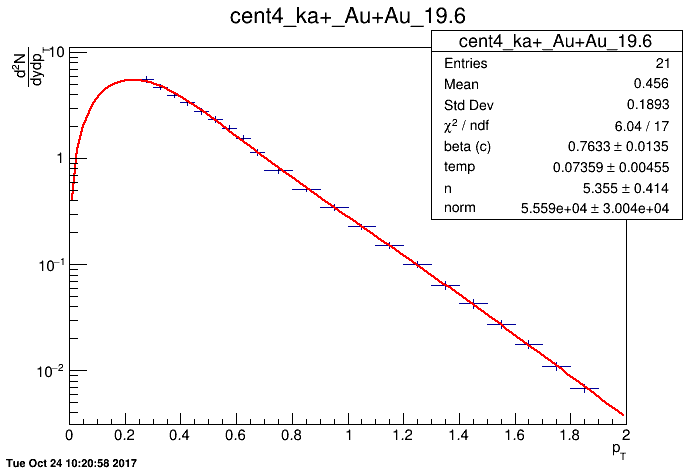 cent4_ka+_Au+Au_19.6
cent4_ka+_Au+Au_19.6
Entries 21
Mean 0.456
Std Dev 0.1893
χ² / ndf 6.04 / 17
beta (c) 0.7633 ± 0.0135
temp 0.07359 ± 0.00455
n 5.355 ± 0.414
norm 5.559e+04 ± 3.004e+04
d²N
dydp_T
10
1
10⁻¹
10⁻²
0 0.2 0.4 0.6 0.8 1 1.2 1.4 1.6 1.8 2
p_T
Tue Oct 24 10:20:58 2017